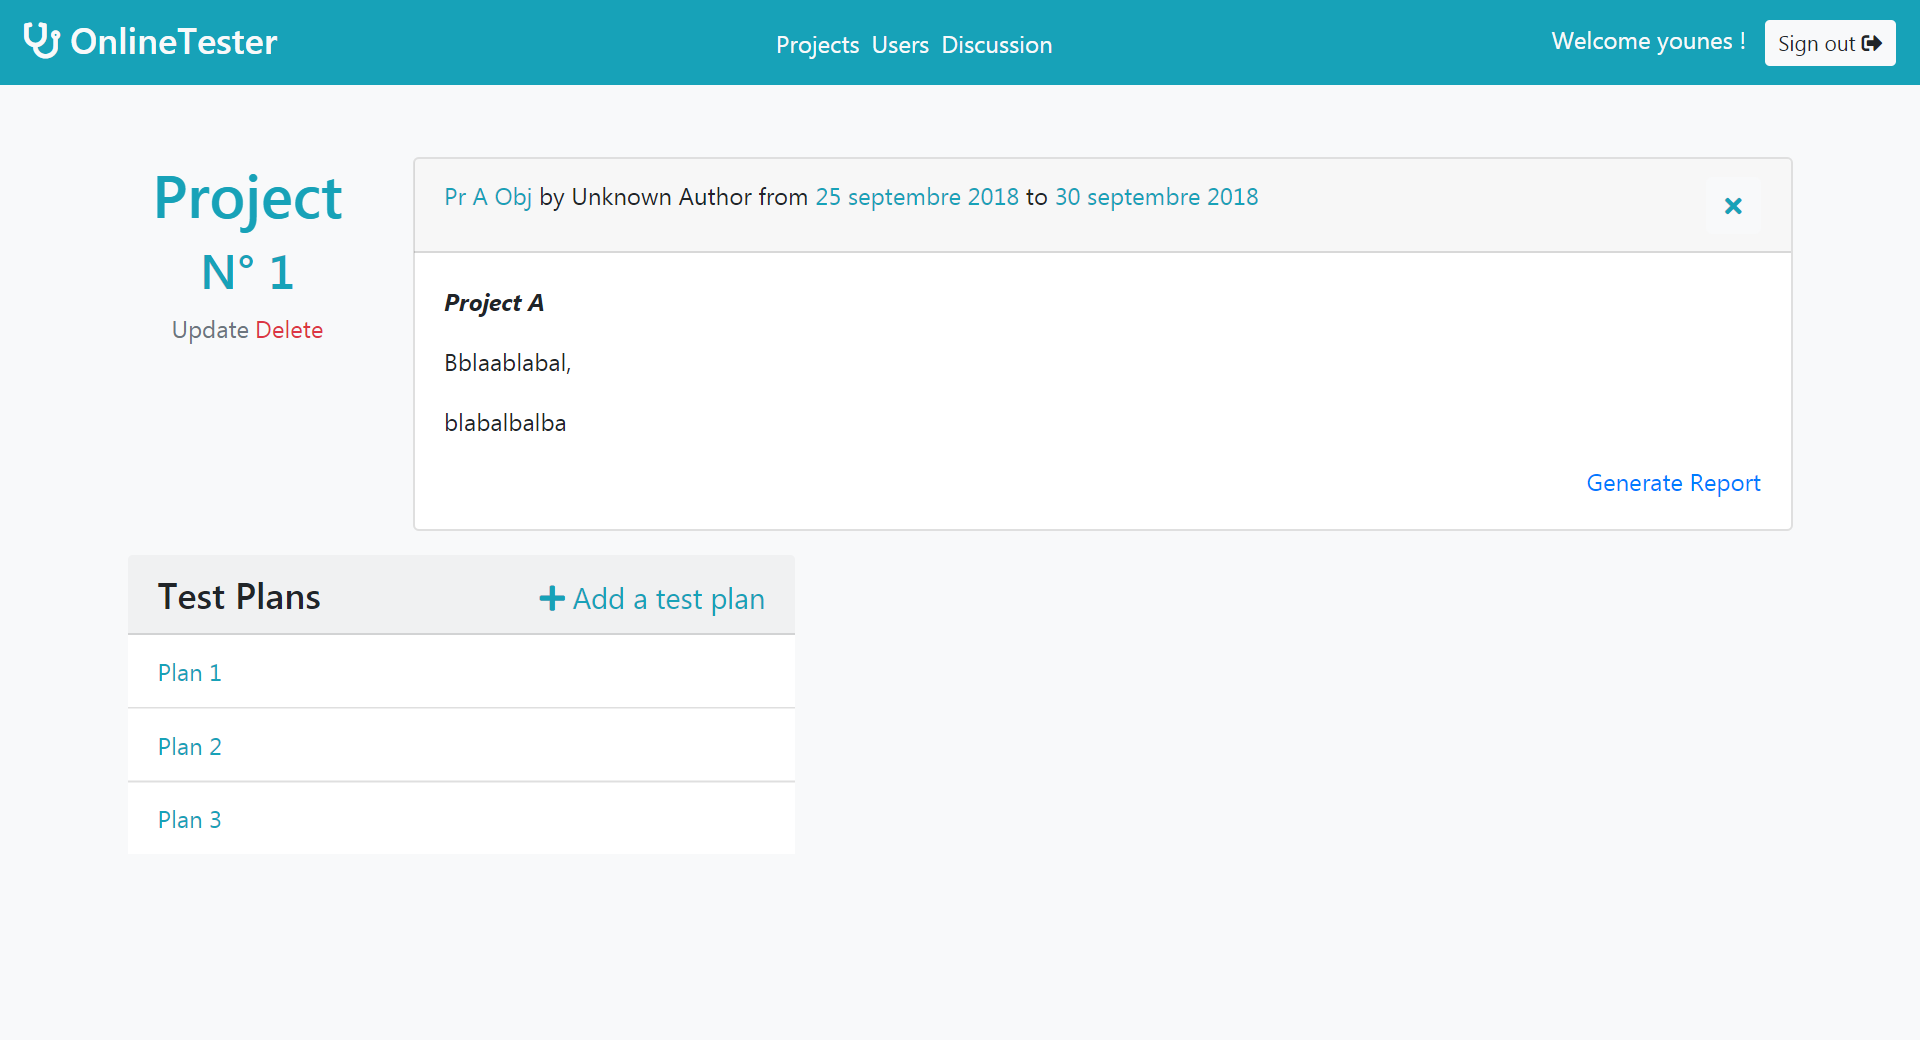 OnlineTester
Projects Users Discussion
Welcome younes !
Sign out
Project
N° 1
Update Delete
Pr A Obj by Unknown Author from 25 septembre 2018 to 30 septembre 2018
Project A
Bblaablabal,
blabalbalba
Generate Report
Test Plans
Add a test plan
Plan 1
Plan 2
Plan 3